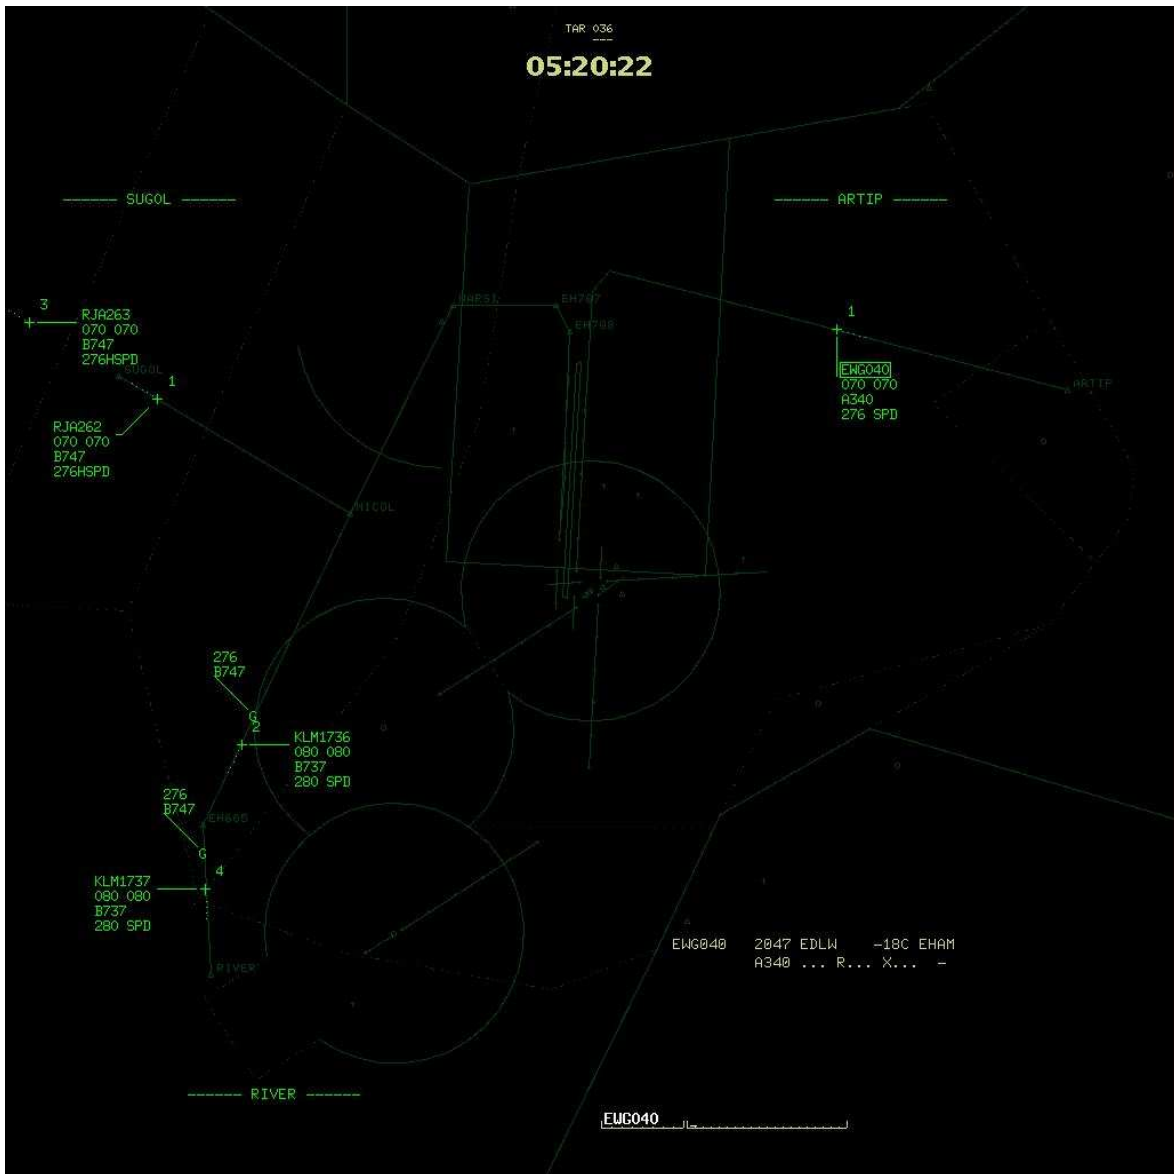 TAR 036
05:20:22
------ SUGOL ------
------ ARTIP ------
3
RJA263
070 070
B747
276HSPD
SUGOL
1
RJA262
070 070
B747
276HSPD
NARSI
EH707
EH708
1
EWG040
070 070
A340
276 SPD
ARTIP
NICOL
276
B747
G
2
KLM1736
080 080
B737
280 SPD
276
B747
EH605
G
4
KLM1737
080 080
B737
280 SPD
RIVER
EWG040 2047 EDLW -18C EHAM
A340 ... R... X... -
------ RIVER ------
EWG040